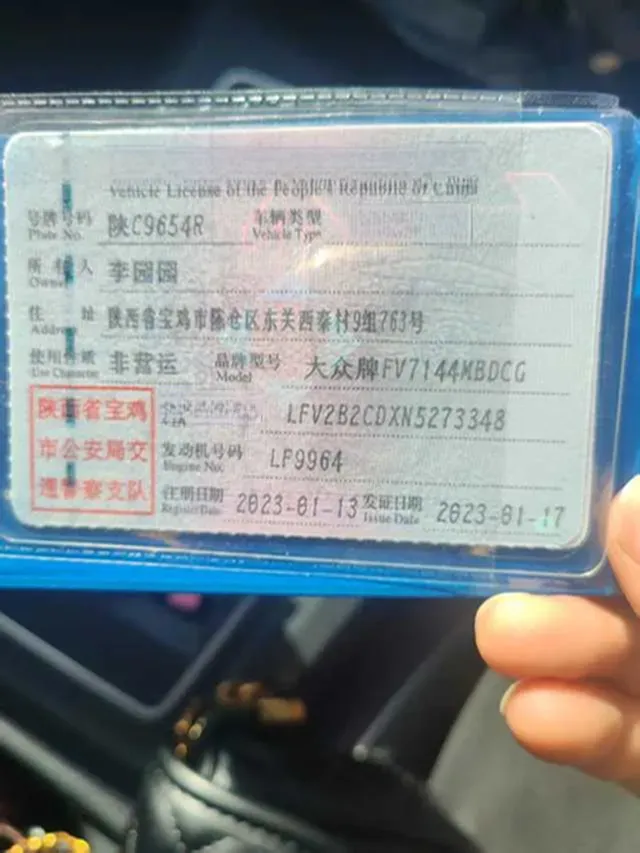 Vehicle License of the People's Republic of China
号牌号码 陕C9654R 车辆类型
Plate No. Vehicle Type
所有人 李园园
Owner
住址 陕西省宝鸡市陈仓区东关西秦村9组763号
Address
使用性质 非营运 品牌型号 大众牌FV7144MBDCG
Use Character Model
陕西省宝鸡
市公安局交
通警察支队
LFV2B2CDXN5273348
发动机号码 LF9964
Engine No.
注册日期 2023-01-13 发证日期 2023-01-17
Register Date Issue Date